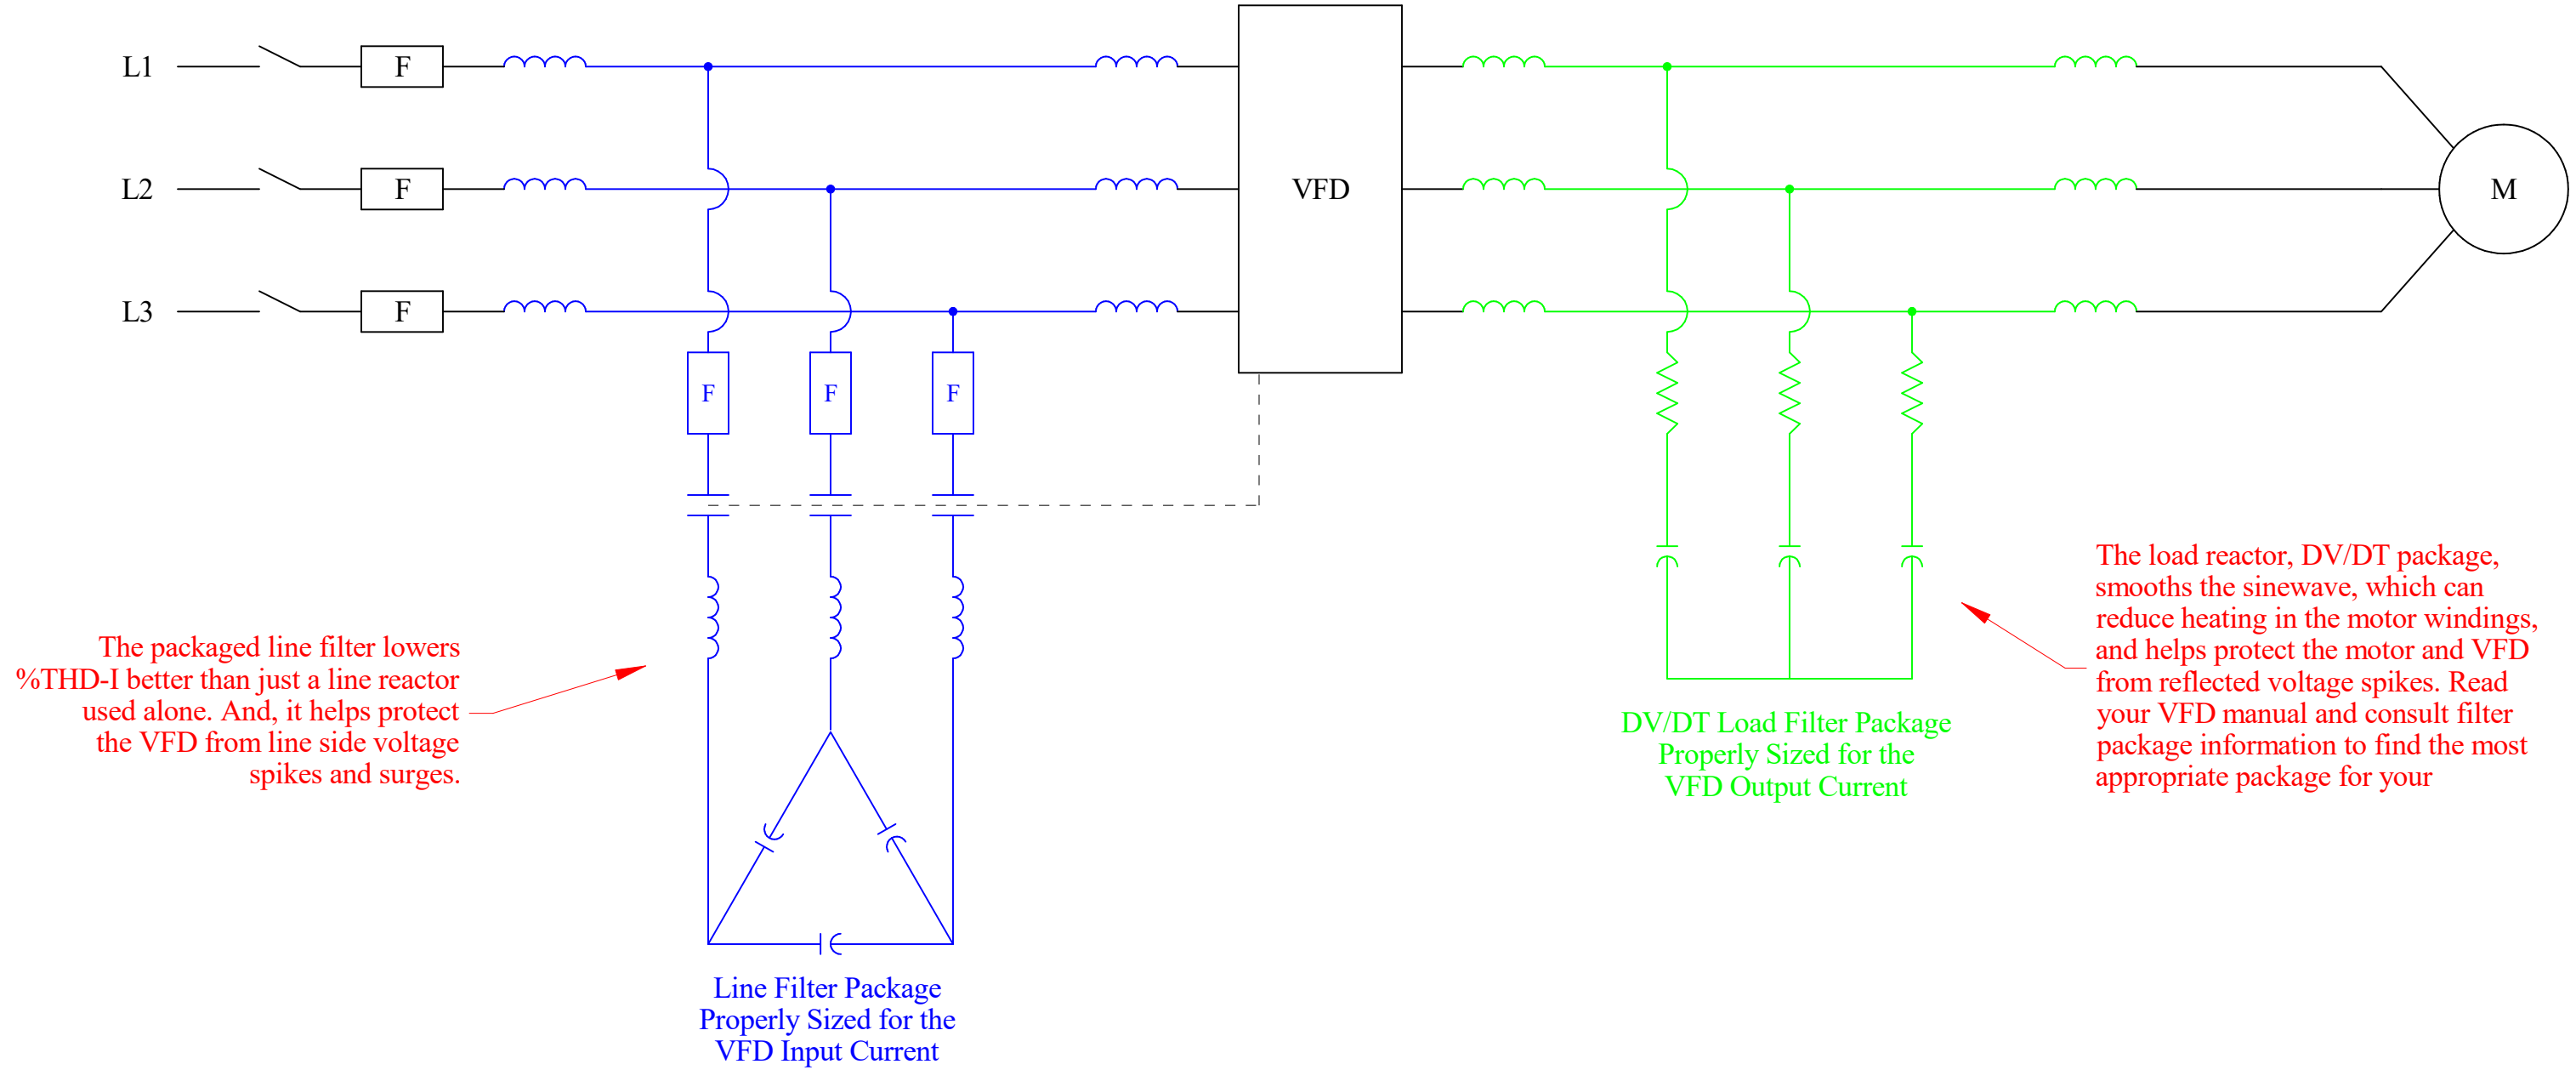 L1
F
VFD
L2
F
M
L3
F
F
F
F
The packaged line filter lowers
%THD-I better than just a line reactor
used alone. And, it helps protect
the VFD from line side voltage
spikes and surges.
Line Filter Package
Properly Sized for the
VFD Input Current
DV/DT Load Filter Package
Properly Sized for the
VFD Output Current
The load reactor, DV/DT package,
smooths the sinewave, which can
reduce heating in the motor windings,
and helps protect the motor and VFD
from reflected voltage spikes. Read
your VFD manual and consult filter
package information to find the most
appropriate package for your